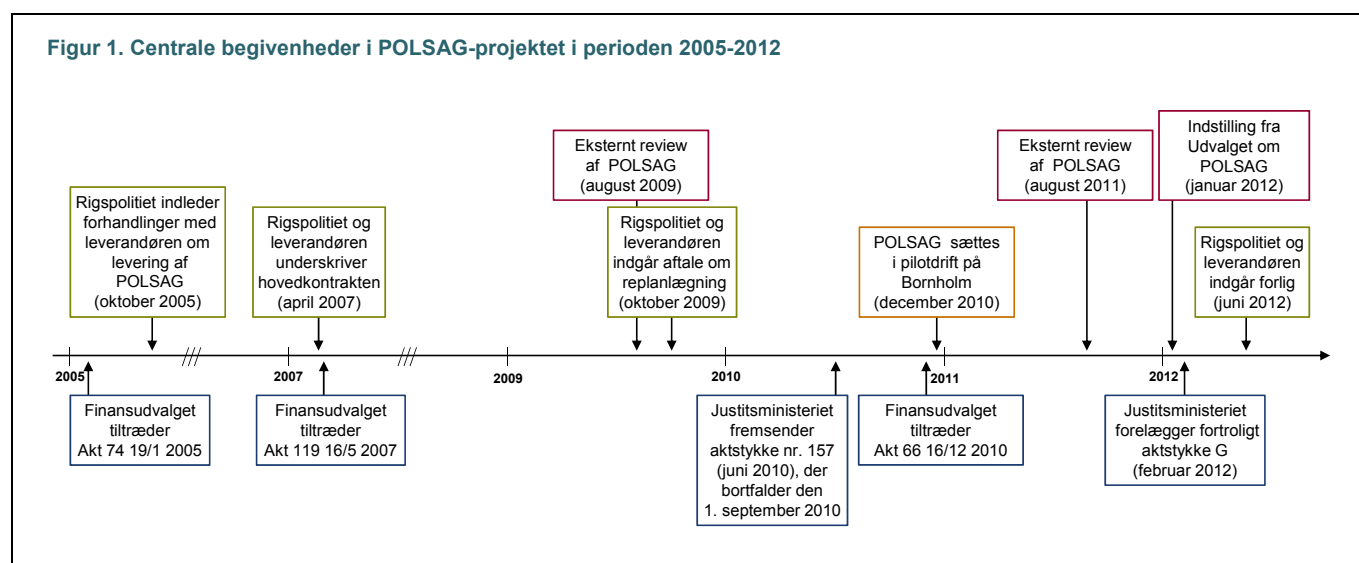 Figur 1. Centrale begivenheder i POLSAG-projektet i perioden 2005-2012
Rigspolitiet indleder
forhandlinger med
leverandøren om
levering af
POLSAG
(oktober 2005)
Rigspolitiet og
leverandøren
underskriver
hovedkontrakten
(april 2007)
Eksternt review
af POLSAG
(august 2009)
Rigspolitiet og
leverandøren
indgår aftale om
replanlægning
(oktober 2009)
POLSAG sættes
i pilotdrift på
Bornholm
(december 2010)
Eksternt review
af POLSAG
(august 2011)
Indstilling fra
Udvalget om
POLSAG
(januar 2012)
Rigspolitiet og
leverandøren
indgår forlig
(juni 2012)
2005
2007
2009
2010
2011
2012
Finansudvalget
tiltræder
Akt 74 19/1 2005
Finansudvalget
tiltræder
Akt 119 16/5 2007
Justitsministeriet
fremsender
aktstykke nr. 157
(juni 2010), der
bortfalder den
1. september 2010
Finansudvalget
tiltræder
Akt 66 16/12 2010
Justitsministeriet
forelægger fortroligt
aktstykke G
(februar 2012)